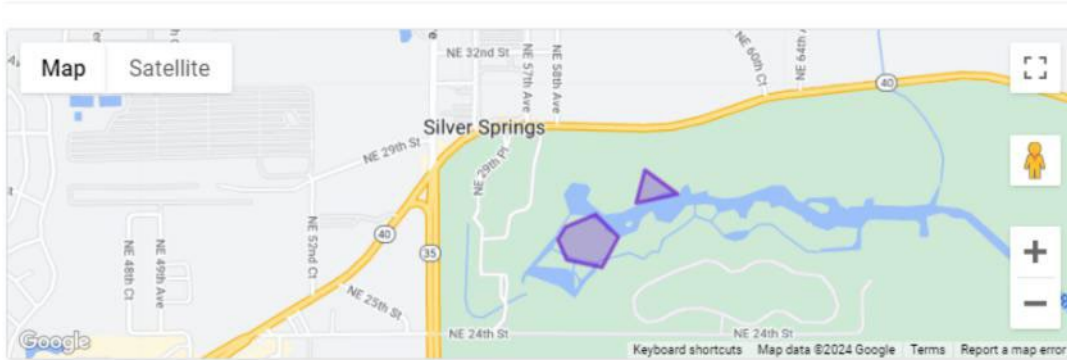 Map
Satellite
NE 32nd St
NE 57th Ave
NE 58th Ave
NE 60th Ct
NE 64th A
40
Silver Springs
NE 29th St
NE 29th Pl
NE 52nd Ct
40
35
NE 48th Ct
NE 49th Ave
NE 25th St
NE 24th St
NE 24th St
Google
Keyboard shortcuts
Map data ©2024 Google
Terms
Report a map error